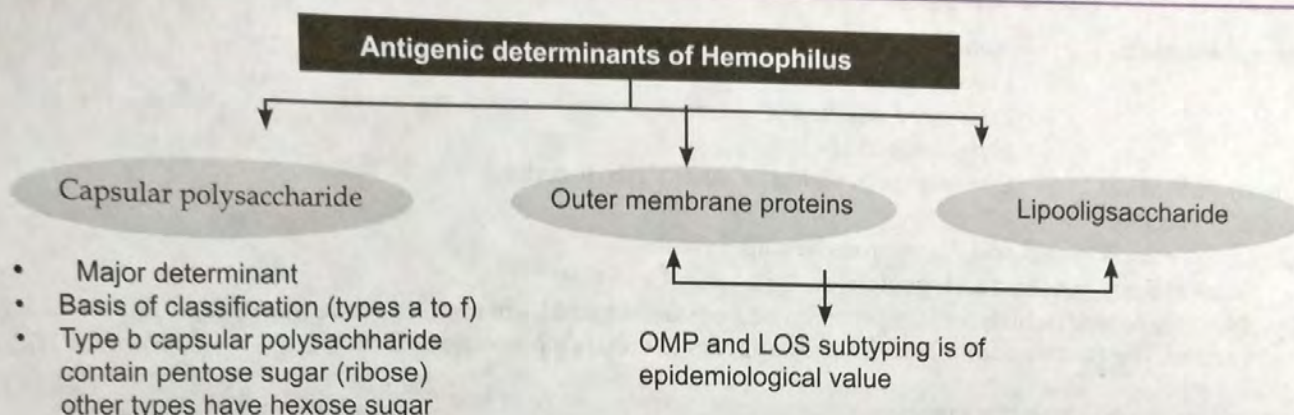 Antigenic determinants of Hemophilus
Capsular polysaccharide
Outer membrane proteins
Lipooligsaccharide
• Major determinant
• Basis of classification (types a to f)
• Type b capsular polysachharide
contain pentose sugar (ribose)
other types have hexose sugar
OMP and LOS subtyping is of
epidemiological value